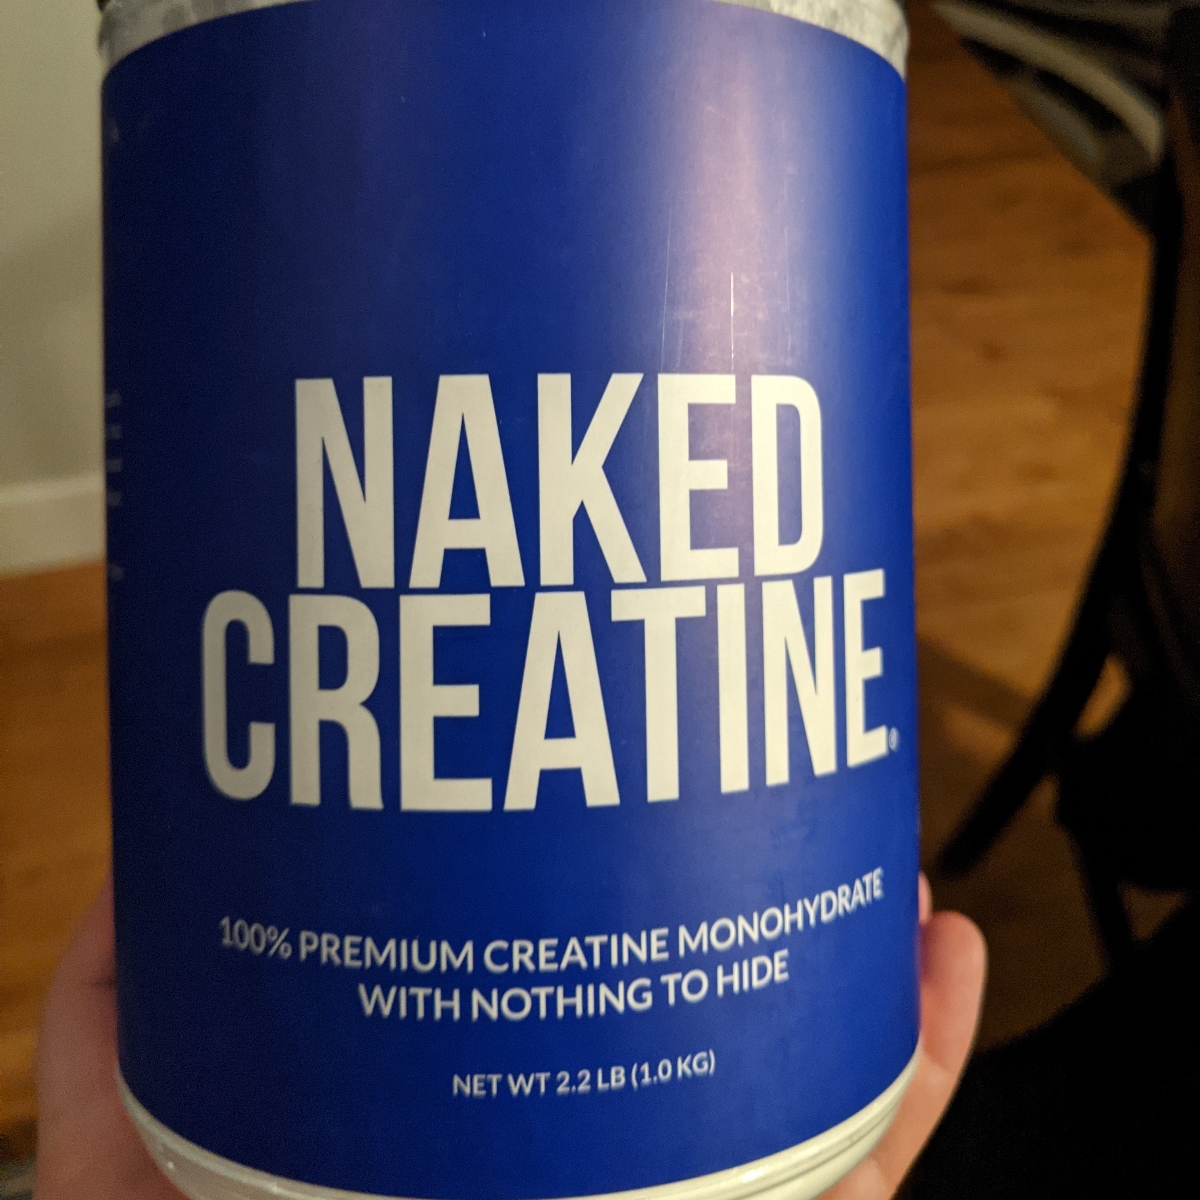 NAKED
CREATINE®
100% PREMIUM CREATINE MONOHYDRATE
WITH NOTHING TO HIDE
NET WT 2.2 LB (1.0 KG)